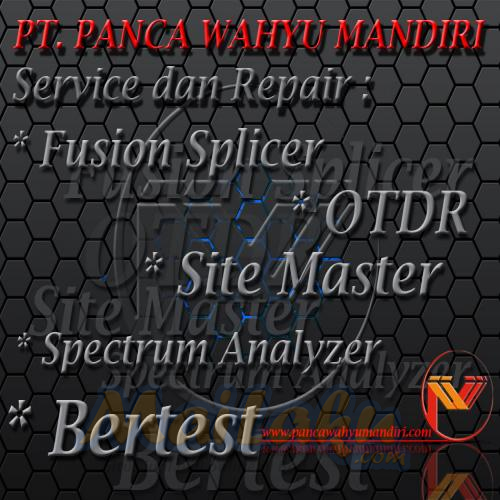 PT. PANCA WAHYU MANDIRI
Service dan Repair :
* Fusion Splicer
* OTDR
* Site Master
* Spectrum Analyzer
* Bertest
www.pancawahyumandiri.com